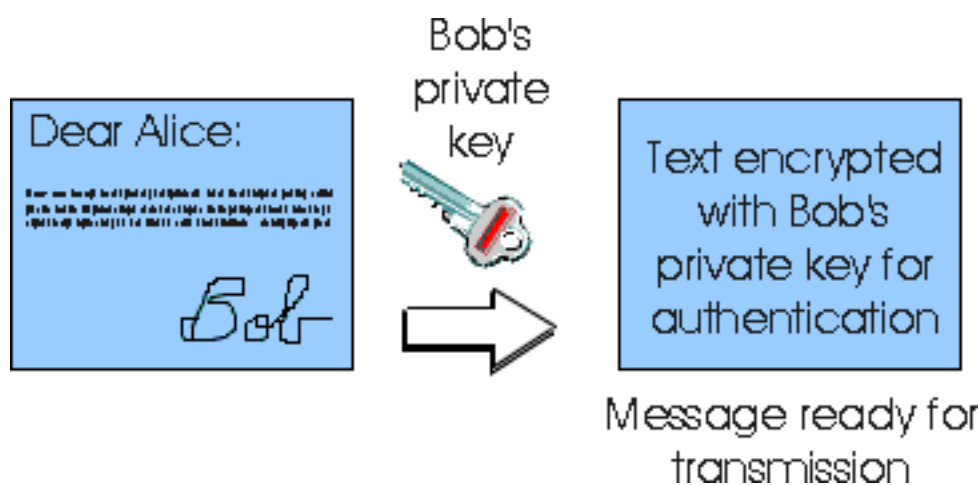 Bob's
private
key
Dear Alice:
Bob
Text encrypted
with Bob's
private key for
authentication
Message ready for
transmission